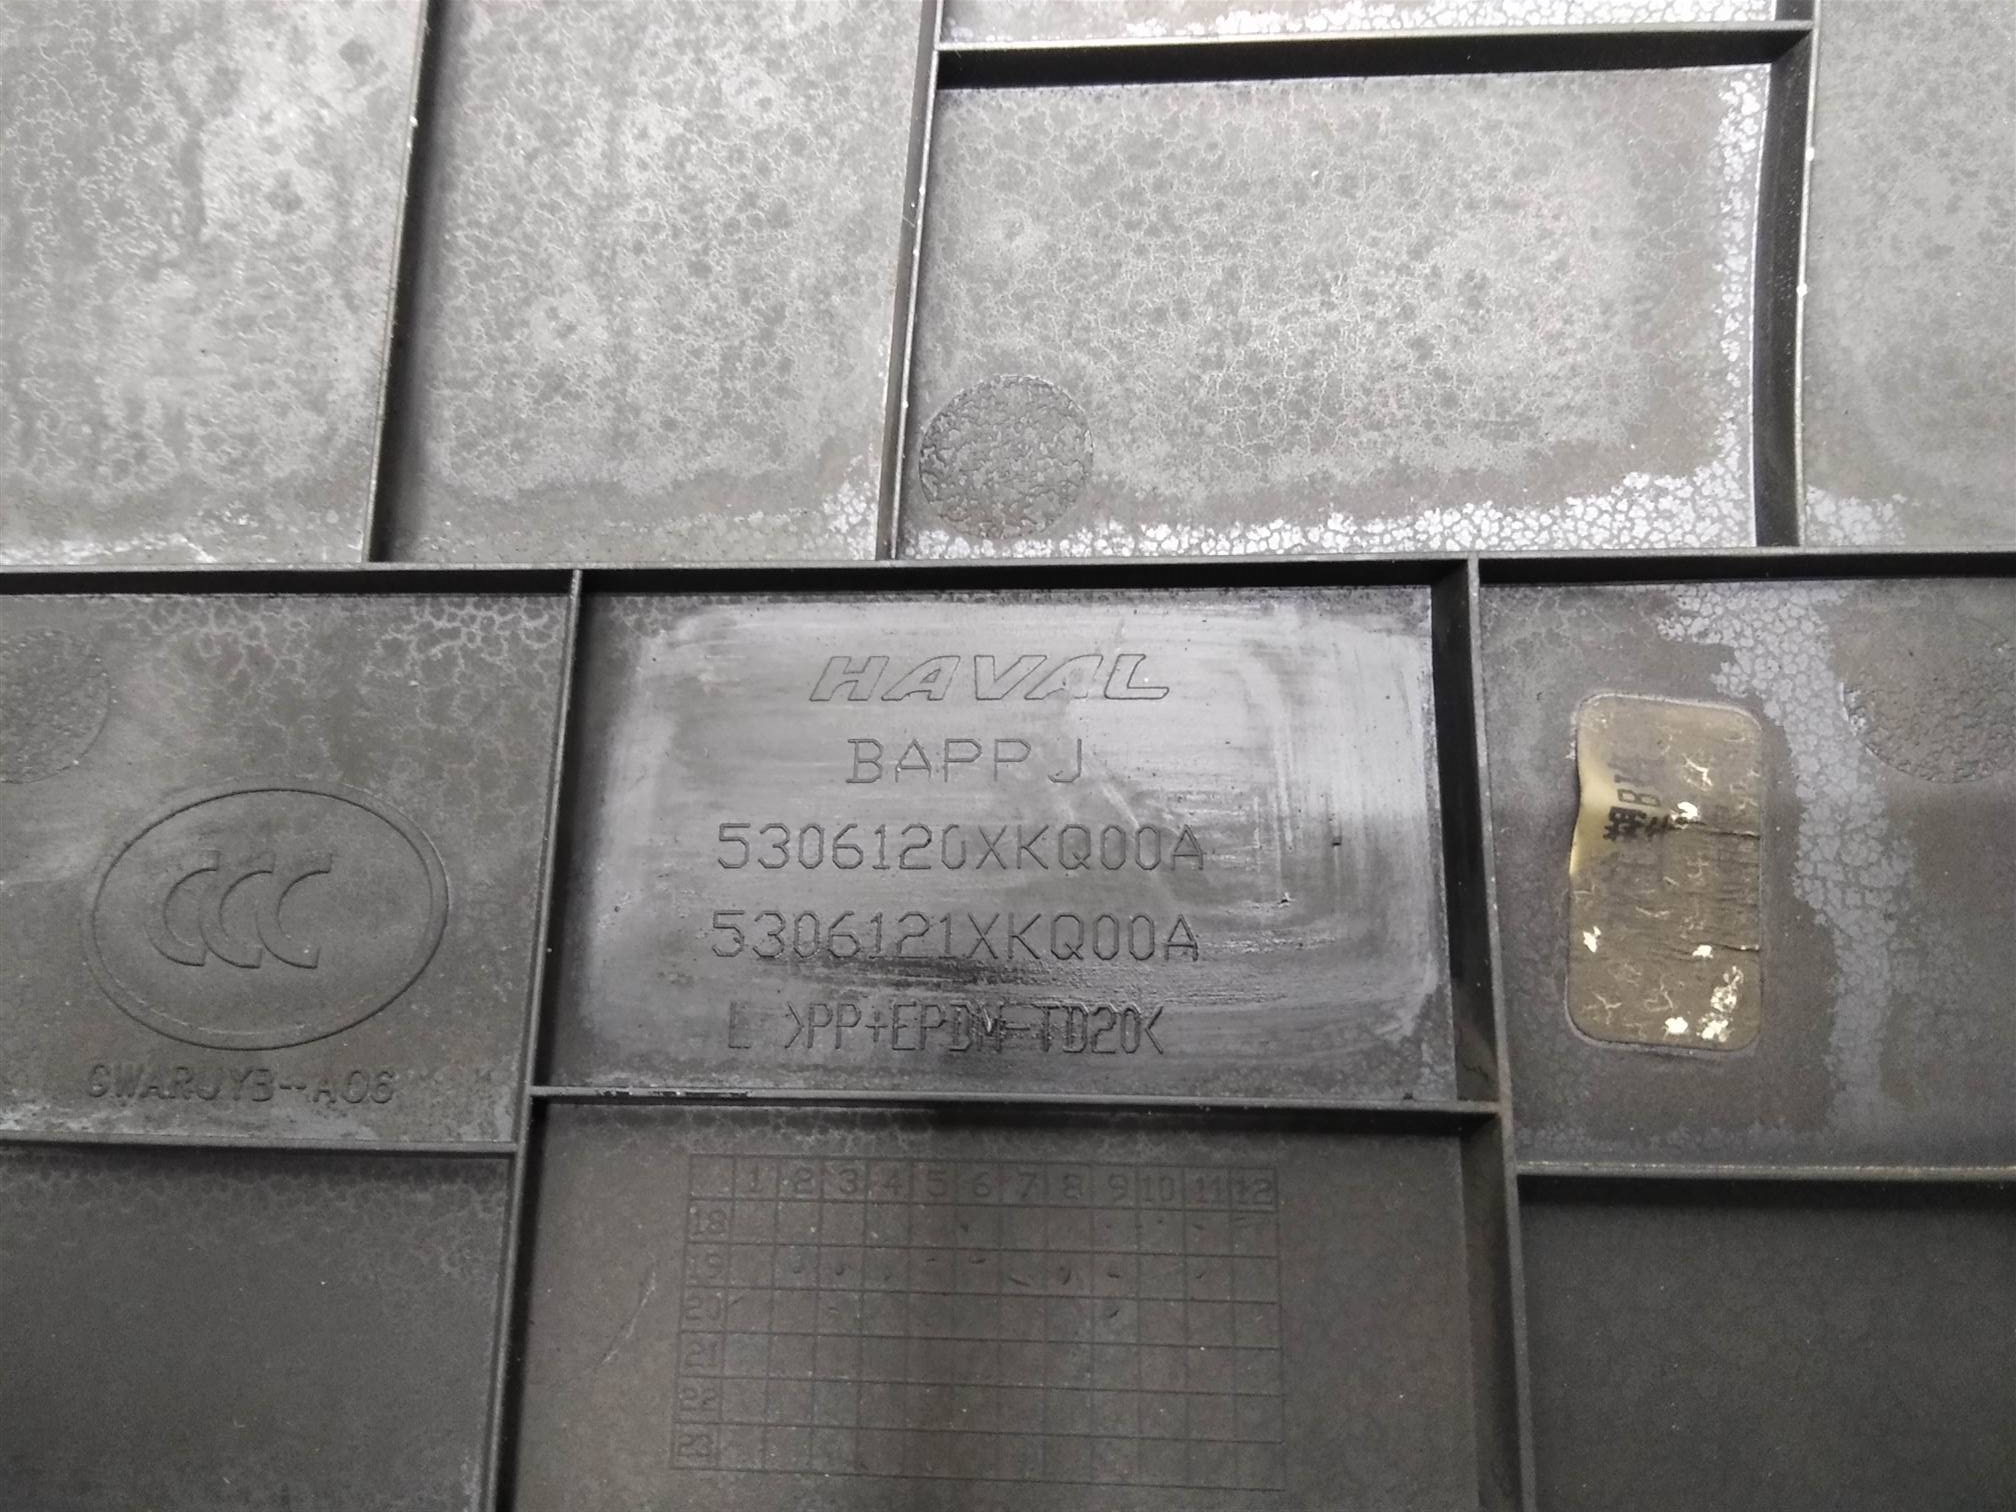 HAVAL
BAPPJ
5306120XKQ00A
5306121XKQ00A
L >PP+EPDM-TD20<
CCC
GWARUYB--A06
1 2 3 4 5 6 7 8 9 10 11 12
18
19
20
21
22
23